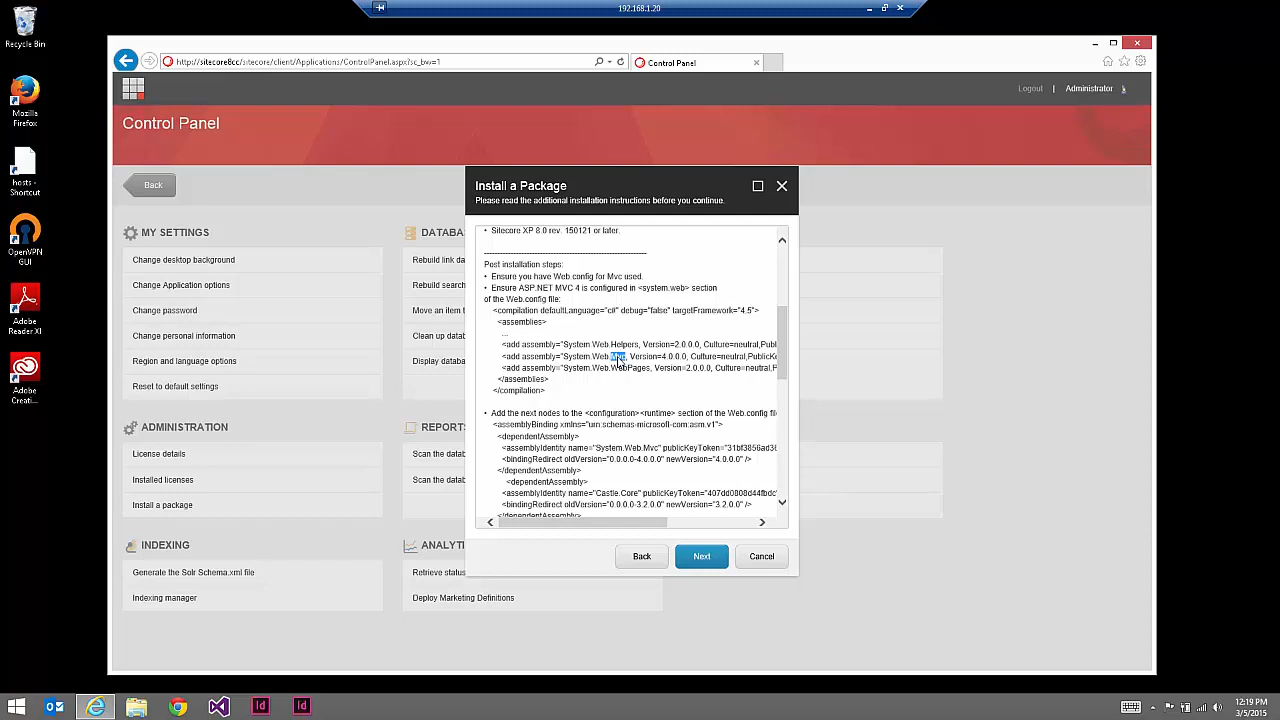 192.168.1.20
Recycle Bin
Mozilla
Firefox
hosts -
Shortcut
OpenVPN
GUI
Adobe
Reader XI
Adobe
Creati...
http://sitecore8cc/sitecore/client/Applications/ControlPanel.aspx?sc_bw=1
Control Panel
Logout | Administrator
Control Panel
Back
MY SETTINGS
Change desktop background
Change Application options
Change password
Change personal information
Region and language options
Reset to default settings
ADMINISTRATION
License details
Installed licenses
Install a package
INDEXING
Generate the Solr Schema.xml file
Indexing manager
DATABA
Rebuild link da
Rebuild search
Move an item t
Clean up datab
Display databa
REPORT
Scan the datab
Scan the datab
ANALYTI
Retrieve status
Deploy Marketing Definitions
Install a Package
Please read the additional installation instructions before you continue.
• Sitecore XP 8.0 rev. 150121 or later.
------------------------------------------------------------
Post installation steps:
• Ensure you have Web.config for Mvc used.
• Ensure ASP.NET MVC 4 is configured in <system.web> section
of the Web.config file:
<compilation defaultLanguage="c#" debug="false" targetFramework="4.5">
<assemblies>
...
<add assembly="System.Web.Helpers, Version=2.0.0.0, Culture=neutral,Publ
<add assembly="System.Web.Mvc, Version=4.0.0.0, Culture=neutral,PublicKe
<add assembly="System.Web.WebPages, Version=2.0.0.0, Culture=neutral,P
</assemblies>
</compilation>
• Add the next nodes to the <configuration><runtime> section of the Web.config file
<assemblyBinding xmlns="urn:schemas-microsoft-com:asm.v1">
<dependentAssembly>
<assemblyIdentity name="System.Web.Mvc" publicKeyToken="31bf3856ad36
<bindingRedirect oldVersion="0.0.0.0-4.0.0.0" newVersion="4.0.0.0" />
</dependentAssembly>
<dependentAssembly>
<assemblyIdentity name="Castle.Core" publicKeyToken="407dd0808d44fbdc"
<bindingRedirect oldVersion="0.0.0.0-3.2.0.0" newVersion="3.2.0.0" />
</dependentAssembly>
Back
Next
Cancel
12:19 PM
3/5/2015